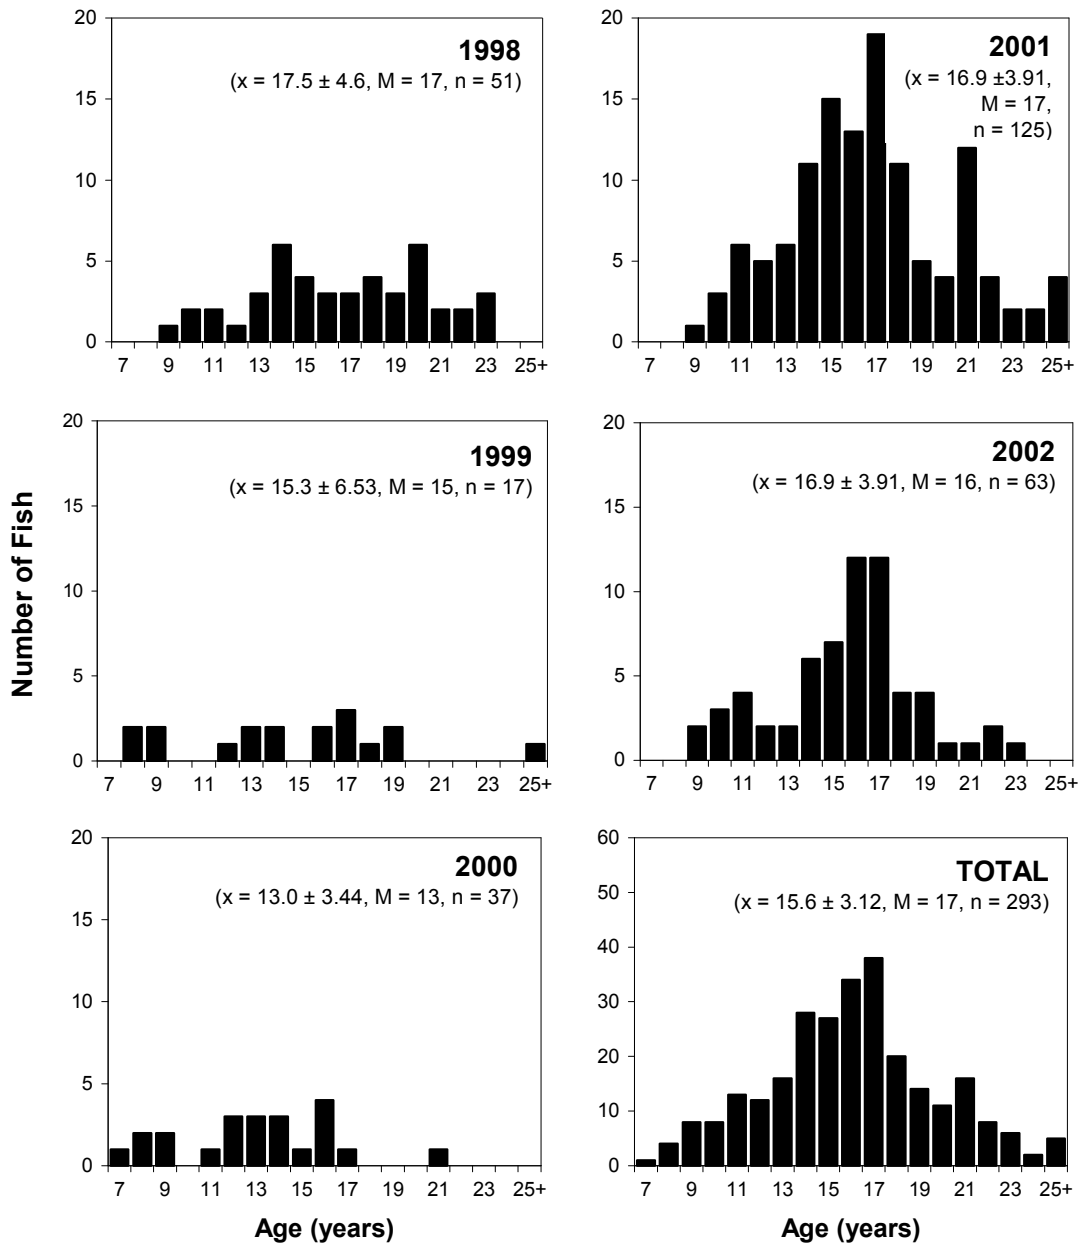 1998
(x = 17.5 ± 4.6, M = 17, n = 51)
20
15
10
5
0
7 9 11 13 15 17 19 21 23 25+
2001
(x = 16.9 ±3.91,
M = 17,
n = 125)
20
15
10
5
0
7 9 11 13 15 17 19 21 23 25+
Number of Fish
1999
(x = 15.3 ± 6.53, M = 15, n = 17)
20
15
10
5
0
7 9 11 13 15 17 19 21 23 25+
2002
(x = 16.9 ± 3.91, M = 16, n = 63)
20
15
10
5
0
7 9 11 13 15 17 19 21 23 25+
2000
(x = 13.0 ± 3.44, M = 13, n = 37)
20
15
10
5
0
7 9 11 13 15 17 19 21 23 25+
Age (years)
TOTAL
(x = 15.6 ± 3.12, M = 17, n = 293)
60
50
40
30
20
10
0
7 9 11 13 15 17 19 21 23 25+
Age (years)